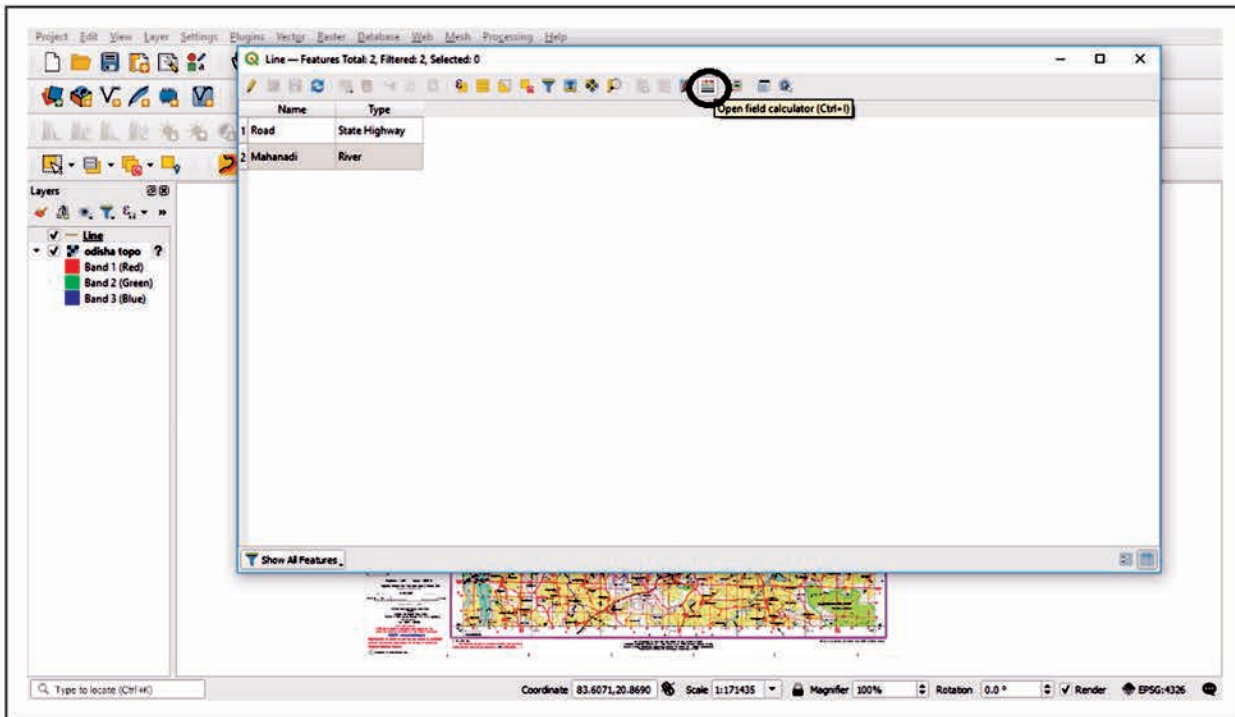 Project Edit View Layer Settings Plugins Vector Raster Database Web Mesh Processing Help
Line — Features Total: 2, Filtered: 2, Selected: 0
Open field calculator (Ctrl+I)
Name Type
1 Road State Highway
2 Mahanadi River
Layers
Line
odisha topo ?
Band 1 (Red)
Band 2 (Green)
Band 3 (Blue)
Show All Features
Type to locate (Ctrl+K)
Coordinate 83.6071,20.8690 Scale 1:171435 Magnifier 100% Rotation 0.0 ° Render EPSG:4326